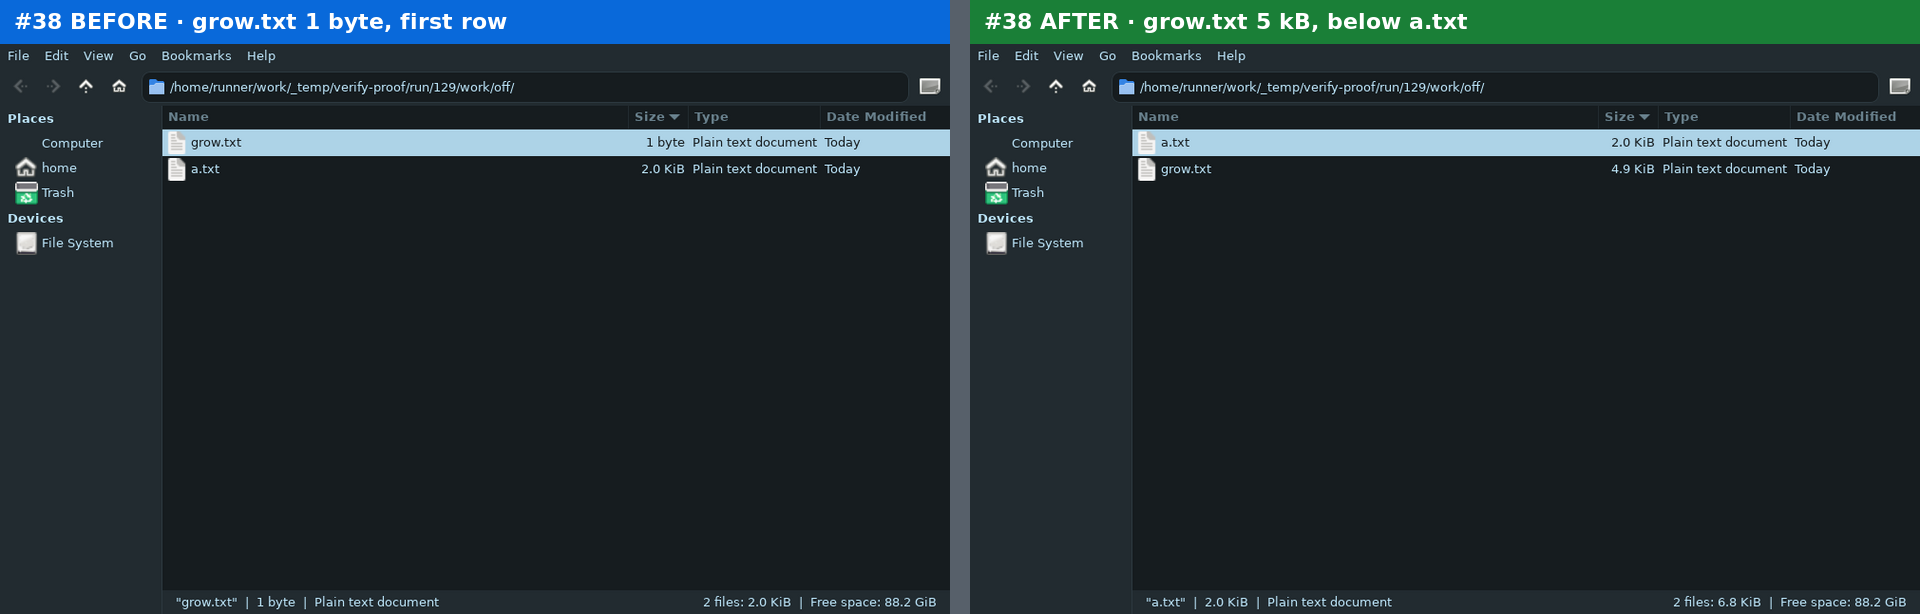 #38 BEFORE · grow.txt 1 byte, first row
File Edit View Go Bookmarks Help
/home/runner/work/_temp/verify-proof/run/129/work/off/
Places
Computer
home
Trash
Devices
File System
Name Size Type Date Modified
grow.txt 1 byte Plain text document Today
a.txt 2.0 KiB Plain text document Today
"grow.txt" | 1 byte | Plain text document 2 files: 2.0 KiB | Free space: 88.2 GiB
#38 AFTER · grow.txt 5 kB, below a.txt
File Edit View Go Bookmarks Help
/home/runner/work/_temp/verify-proof/run/129/work/off/
Places
Computer
home
Trash
Devices
File System
Name Size Type Date Modified
a.txt 2.0 KiB Plain text document Today
grow.txt 4.9 KiB Plain text document Today
"a.txt" | 2.0 KiB | Plain text document 2 files: 6.8 KiB | Free space: 88.2 GiB